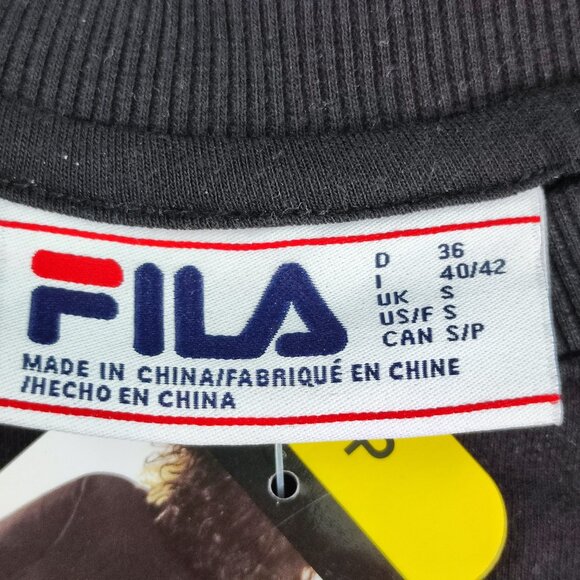 FILA
D 36
I 40/42
UK S
US/F S
CAN S/P
MADE IN CHINA/FABRIQUÉ EN CHINE
/HECHO EN CHINA
P